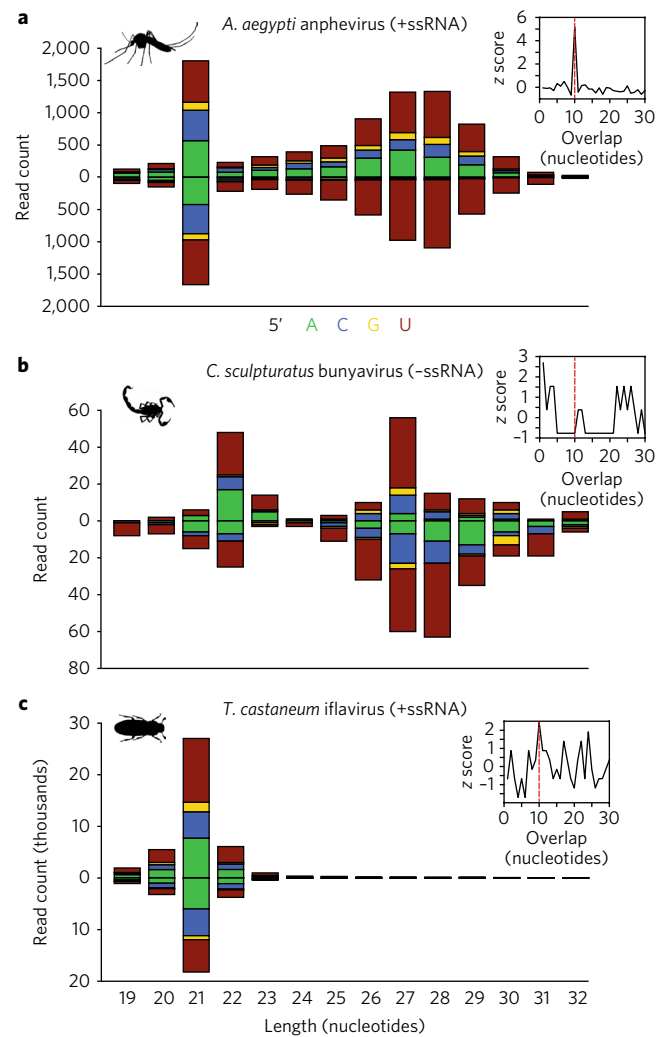 a
A. aegypti anphevirus (+ssRNA)
2,000
1,500
1,000
500
0
500
1,000
1,500
2,000
Read count
6
4
2
0
z score
0 10 20 30
Overlap
(nucleotides)
5′ A C G U
b
C. sculpturatus bunyavirus (–ssRNA)
60
40
20
0
20
40
60
80
Read count
3
2
1
0
–1
z score
0 10 20 30
Overlap
(nucleotides)
c
T. castaneum iflavirus (+ssRNA)
30
20
10
0
10
20
Read count (thousands)
2
1
0
–1
z score
0 10 20 30
Overlap
(nucleotides)
19 20 21 22 23 24 25 26 27 28 29 30 31 32
Length (nucleotides)